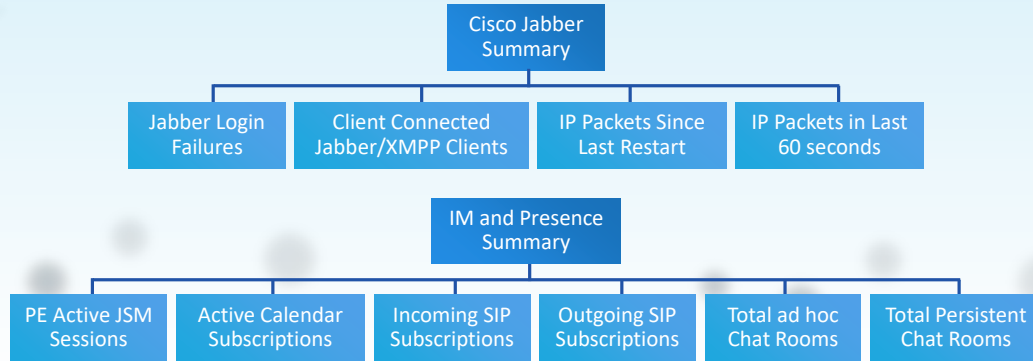 Cisco Jabber
Summary
Jabber Login
Failures
Client Connected
Jabber/XMPP Clients
IP Packets Since
Last Restart
IP Packets in Last
60 seconds
IM and Presence
Summary
PE Active JSM
Sessions
Active Calendar
Subscriptions
Incoming SIP
Subscriptions
Outgoing SIP
Subscriptions
Total ad hoc
Chat Rooms
Total Persistent
Chat Rooms